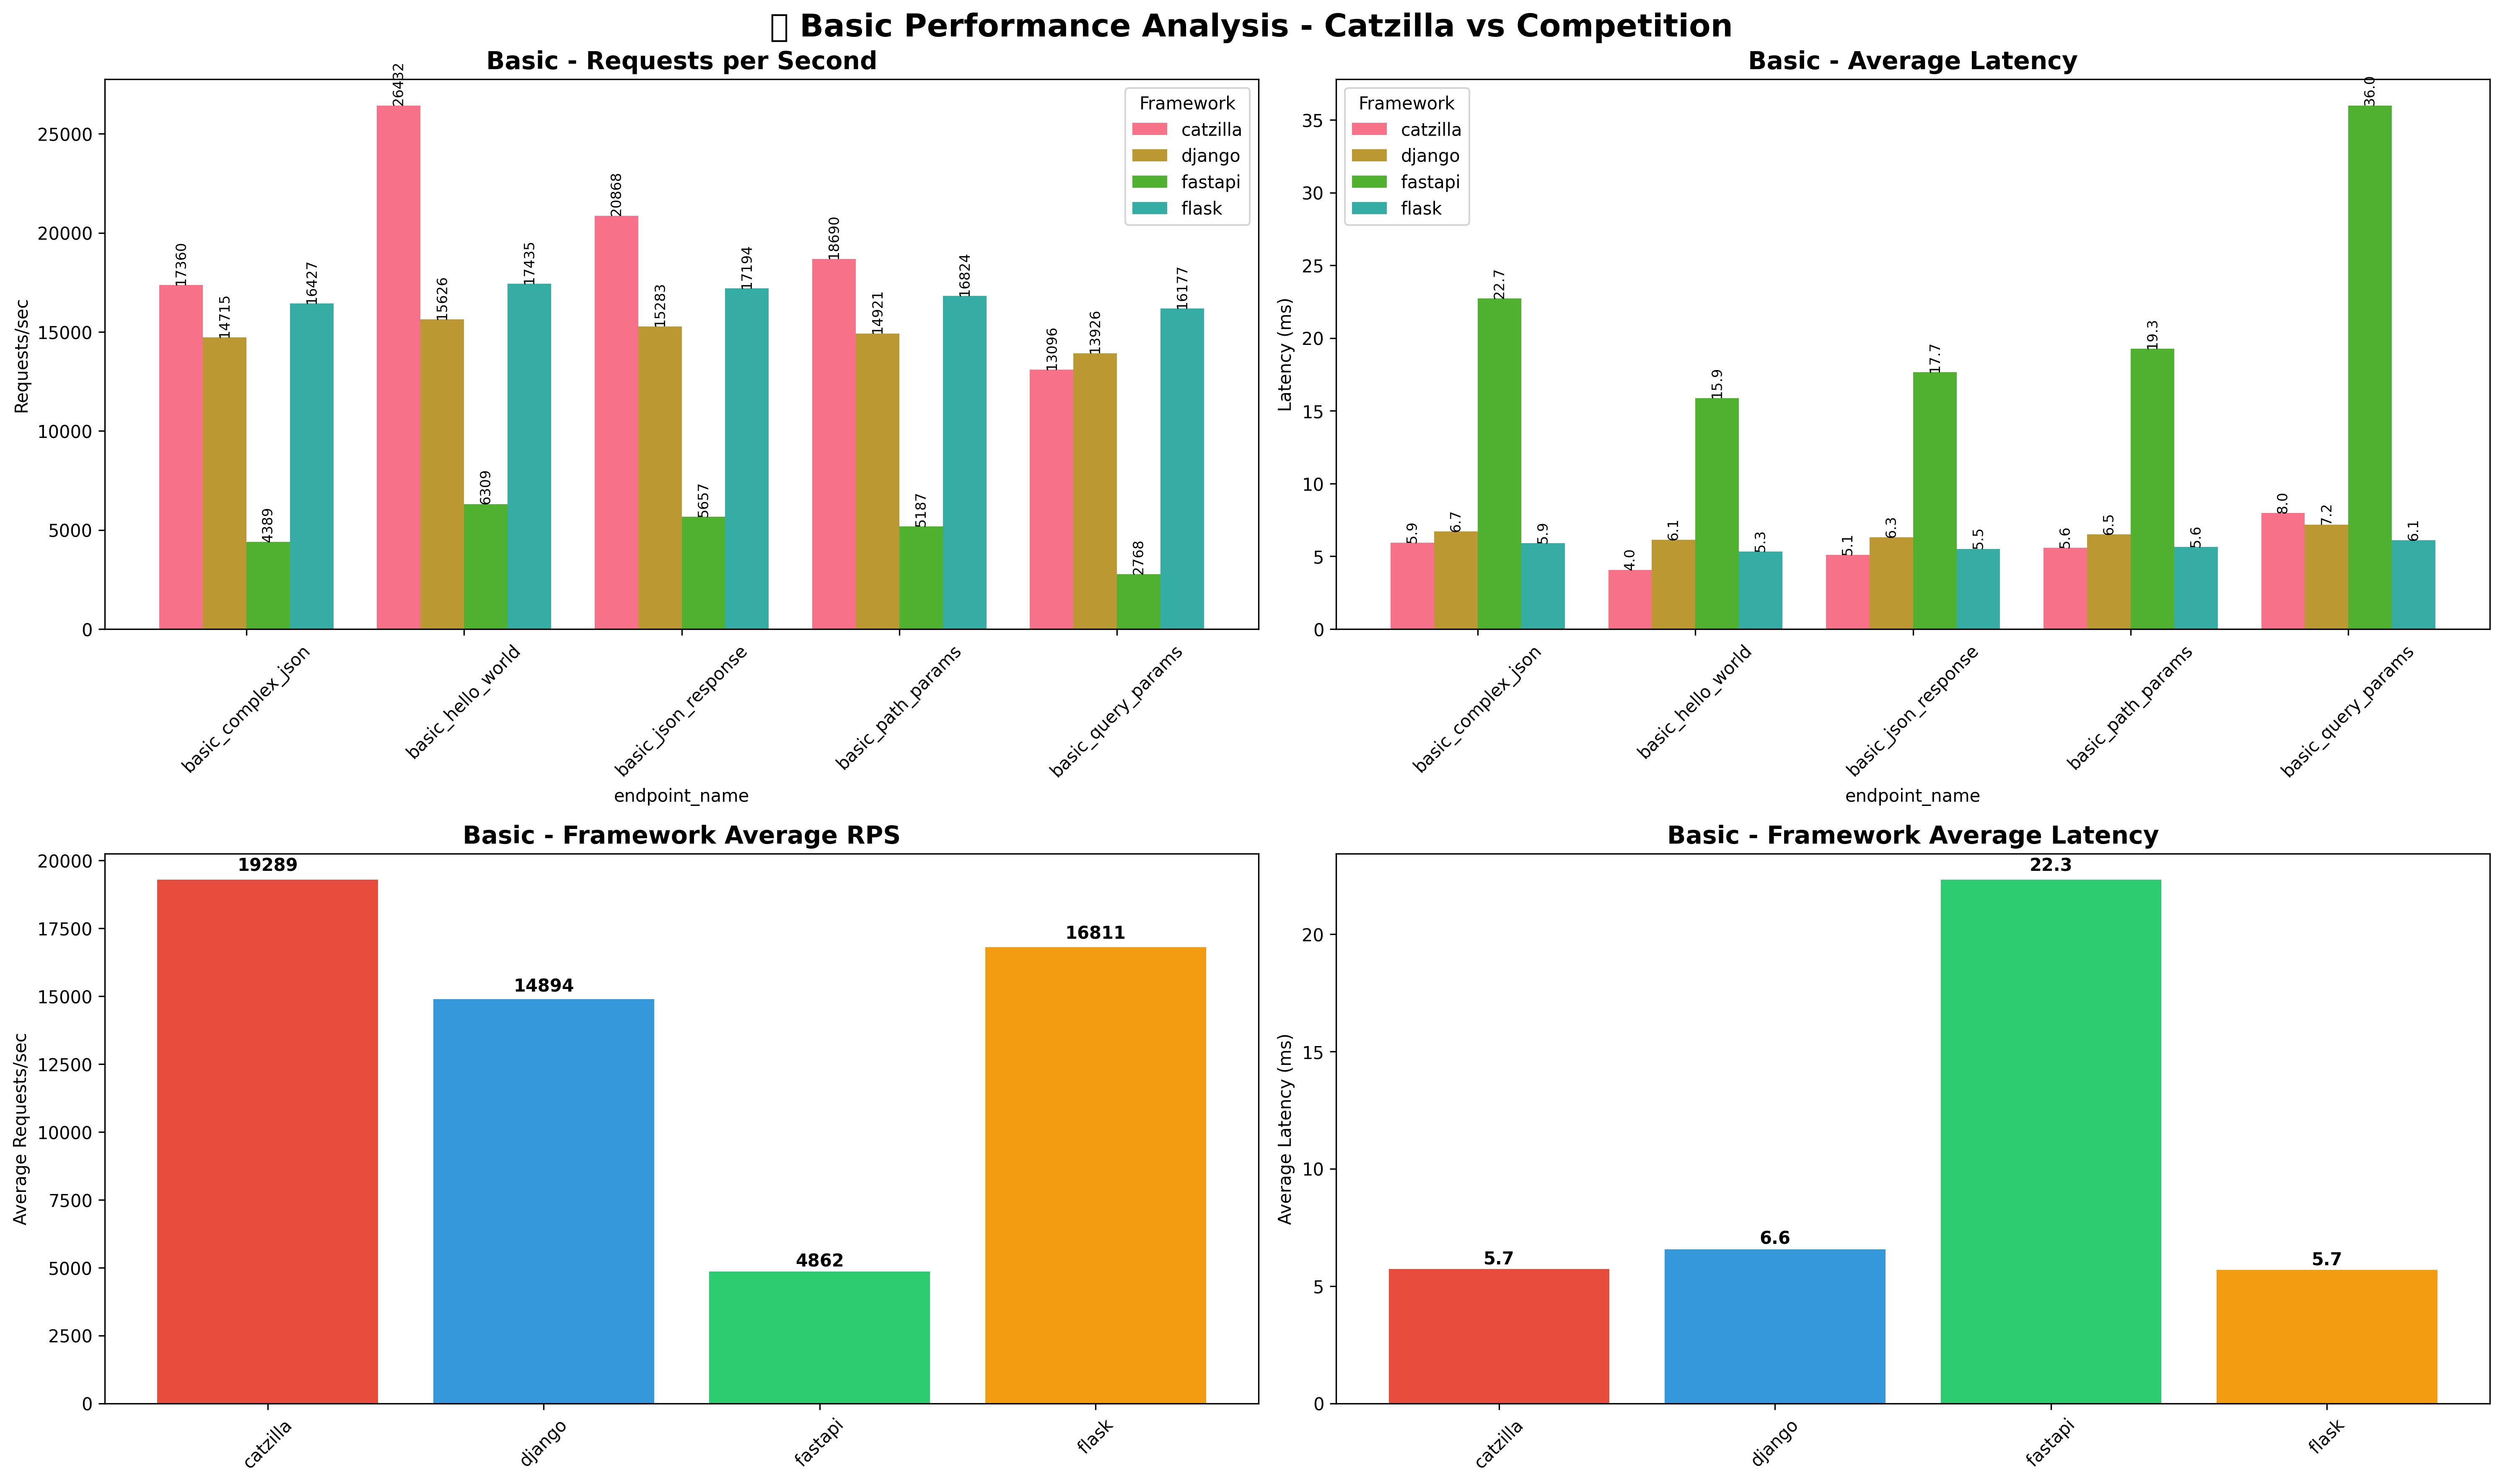 Basic Performance Analysis - Catzilla vs Competition
Basic - Requests per Second
Requests/sec
25000
20000
15000
10000
5000
0
17360
14715
4389
16427
26432
15626
6309
17435
20868
15283
5657
17194
18690
14921
5187
16824
13096
13926
2768
16177
Framework
catzilla
django
fastapi
flask
basic_complex_json
basic_hello_world
basic_json_response
basic_path_params
basic_query_params
endpoint_name
Basic - Average Latency
Latency (ms)
35
30
25
20
15
10
5
0
Framework
catzilla
django
fastapi
flask
5.9
6.7
22.7
5.9
4.0
6.1
15.9
5.3
5.1
6.3
17.7
5.5
5.6
6.5
19.3
5.6
8.0
7.2
36.0
6.1
basic_complex_json
basic_hello_world
basic_json_response
basic_path_params
basic_query_params
endpoint_name
Basic - Framework Average RPS
Average Requests/sec
20000
17500
15000
12500
10000
7500
5000
2500
0
19289
14894
4862
16811
catzilla
django
fastapi
flask
Basic - Framework Average Latency
Average Latency (ms)
20
15
10
5
0
5.7
6.6
22.3
5.7
catzilla
django
fastapi
flask